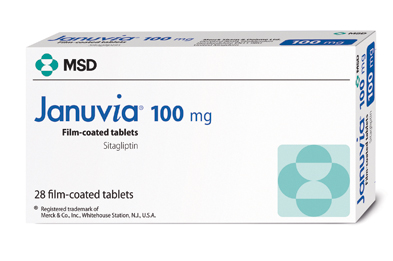 MSD
Januvia® 100 mg
Film-coated tablets
Sitagliptin
28 film-coated tablets
® Registered trademark of
Merck & Co., Inc., Whitehouse Station, N.J., U.S.A.
100 mg